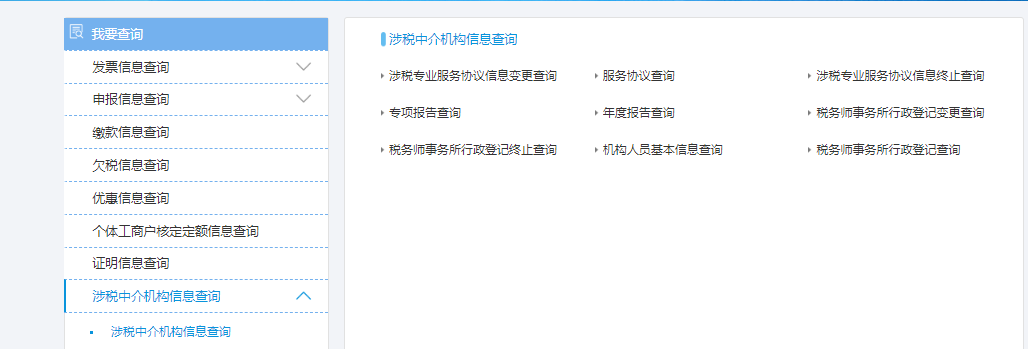 我要查询
发票信息查询
申报信息查询
缴款信息查询
欠税信息查询
优惠信息查询
个体工商户核定定额信息查询
证明信息查询
涉税中介机构信息查询
涉税中介机构信息查询
涉税中介机构信息查询
涉税专业服务协议信息变更查询 服务协议查询 涉税专业服务协议信息终止查询
专项报告查询 年度报告查询 税务师事务所行政登记变更查询
税务师事务所行政登记终止查询 机构人员基本信息查询 税务师事务所行政登记查询